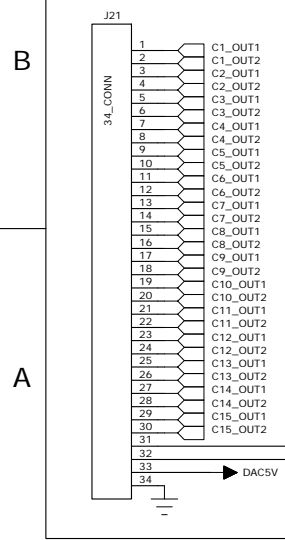 B
J21
34_CONN
1 C1_OUT1
2 C1_OUT2
3 C2_OUT1
4 C2_OUT2
5 C3_OUT1
6 C3_OUT2
7 C4_OUT1
8 C4_OUT2
9 C5_OUT1
10 C5_OUT2
11 C6_OUT1
12 C6_OUT2
13 C7_OUT1
14 C7_OUT2
15 C8_OUT1
16 C8_OUT2
17 C9_OUT1
18 C9_OUT2
19 C10_OUT1
20 C10_OUT2
21 C11_OUT1
22 C11_OUT2
23 C12_OUT1
24 C12_OUT2
25 C13_OUT1
26 C13_OUT2
27 C14_OUT1
28 C14_OUT2
29 C15_OUT1
30 C15_OUT2
31
32
33 DAC5V
34
A